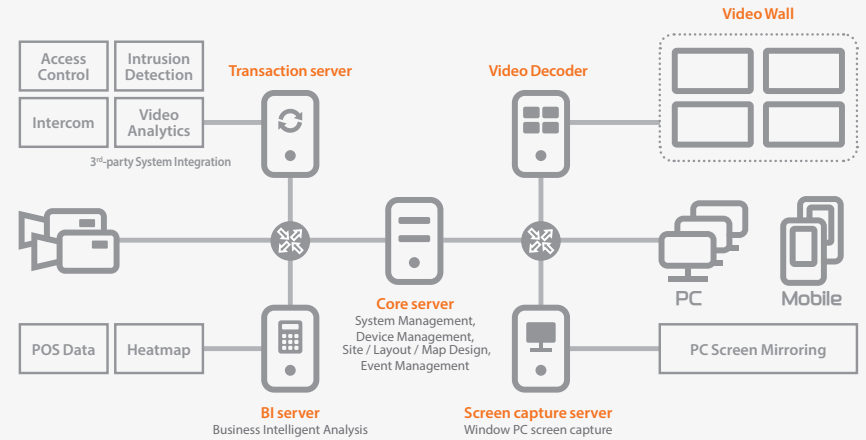 Video Wall
Access
Control
Intrusion
Detection
Transaction server
Video Decoder
Intercom
Video
Analytics
3rd-party System Integration
Core server
System Management,
Device Management,
Site / Layout / Map Design,
Event Management
PC
Mobile
POS Data
Heatmap
PC Screen Mirroring
BI server
Business Intelligent Analysis
Screen capture server
Window PC screen capture